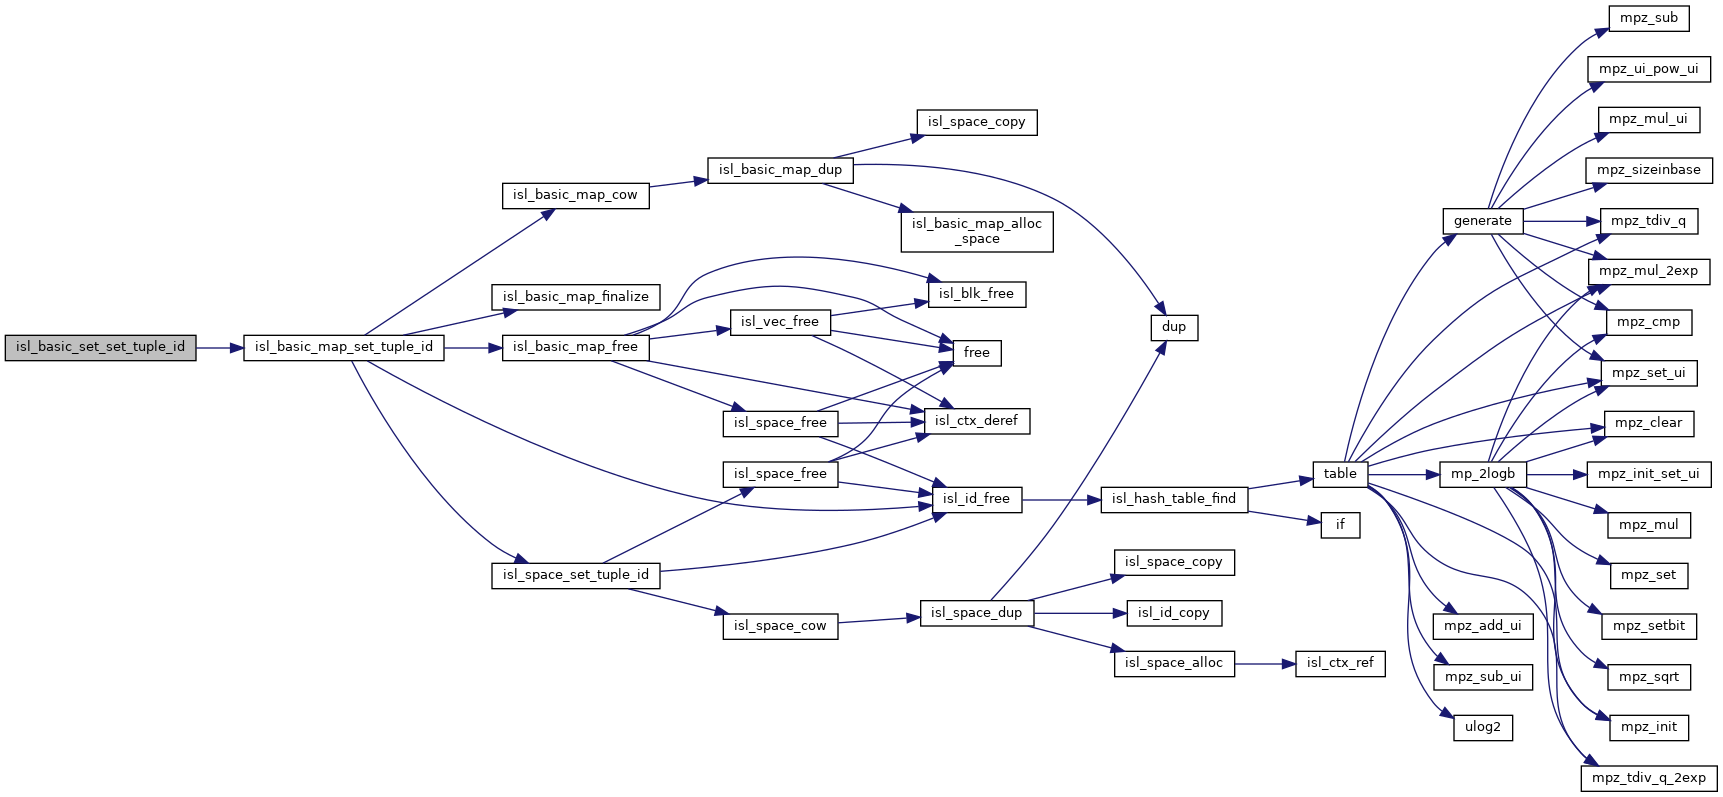 isl_basic_set_set_tuple_id
isl_basic_map_set_tuple_id
isl_basic_map_cow
isl_basic_map_finalize
isl_basic_map_free
isl_space_set_tuple_id
isl_basic_map_dup
isl_vec_free
isl_space_free
isl_space_free
isl_space_cow
isl_space_copy
isl_basic_map_alloc
_space
isl_blk_free
free
isl_ctx_deref
isl_id_free
isl_space_dup
dup
isl_hash_table_find
isl_space_copy
isl_id_copy
isl_space_alloc
table
if
isl_ctx_ref
generate
mp_2logb
mpz_add_ui
mpz_sub_ui
ulog2
mpz_sub
mpz_ui_pow_ui
mpz_mul_ui
mpz_sizeinbase
mpz_tdiv_q
mpz_mul_2exp
mpz_cmp
mpz_set_ui
mpz_clear
mpz_init_set_ui
mpz_mul
mpz_set
mpz_setbit
mpz_sqrt
mpz_init
mpz_tdiv_q_2exp